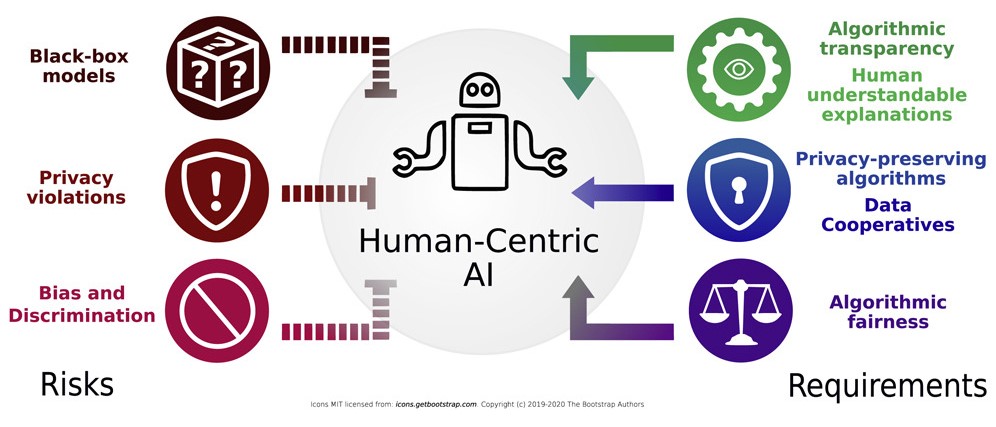 Black-box
models
Privacy
violations
Bias and
Discrimination
Risks
? ? ?
Human-Centric
AI
Algorithmic
transparency
Human
understandable
explanations
Privacy-preserving
algorithms
Data
Cooperatives
Algorithmic
fairness
Requirements
Icons MIT licensed from: icons.getbootstrap.com. Copyright (c) 2019-2020 The Bootstrap Authors